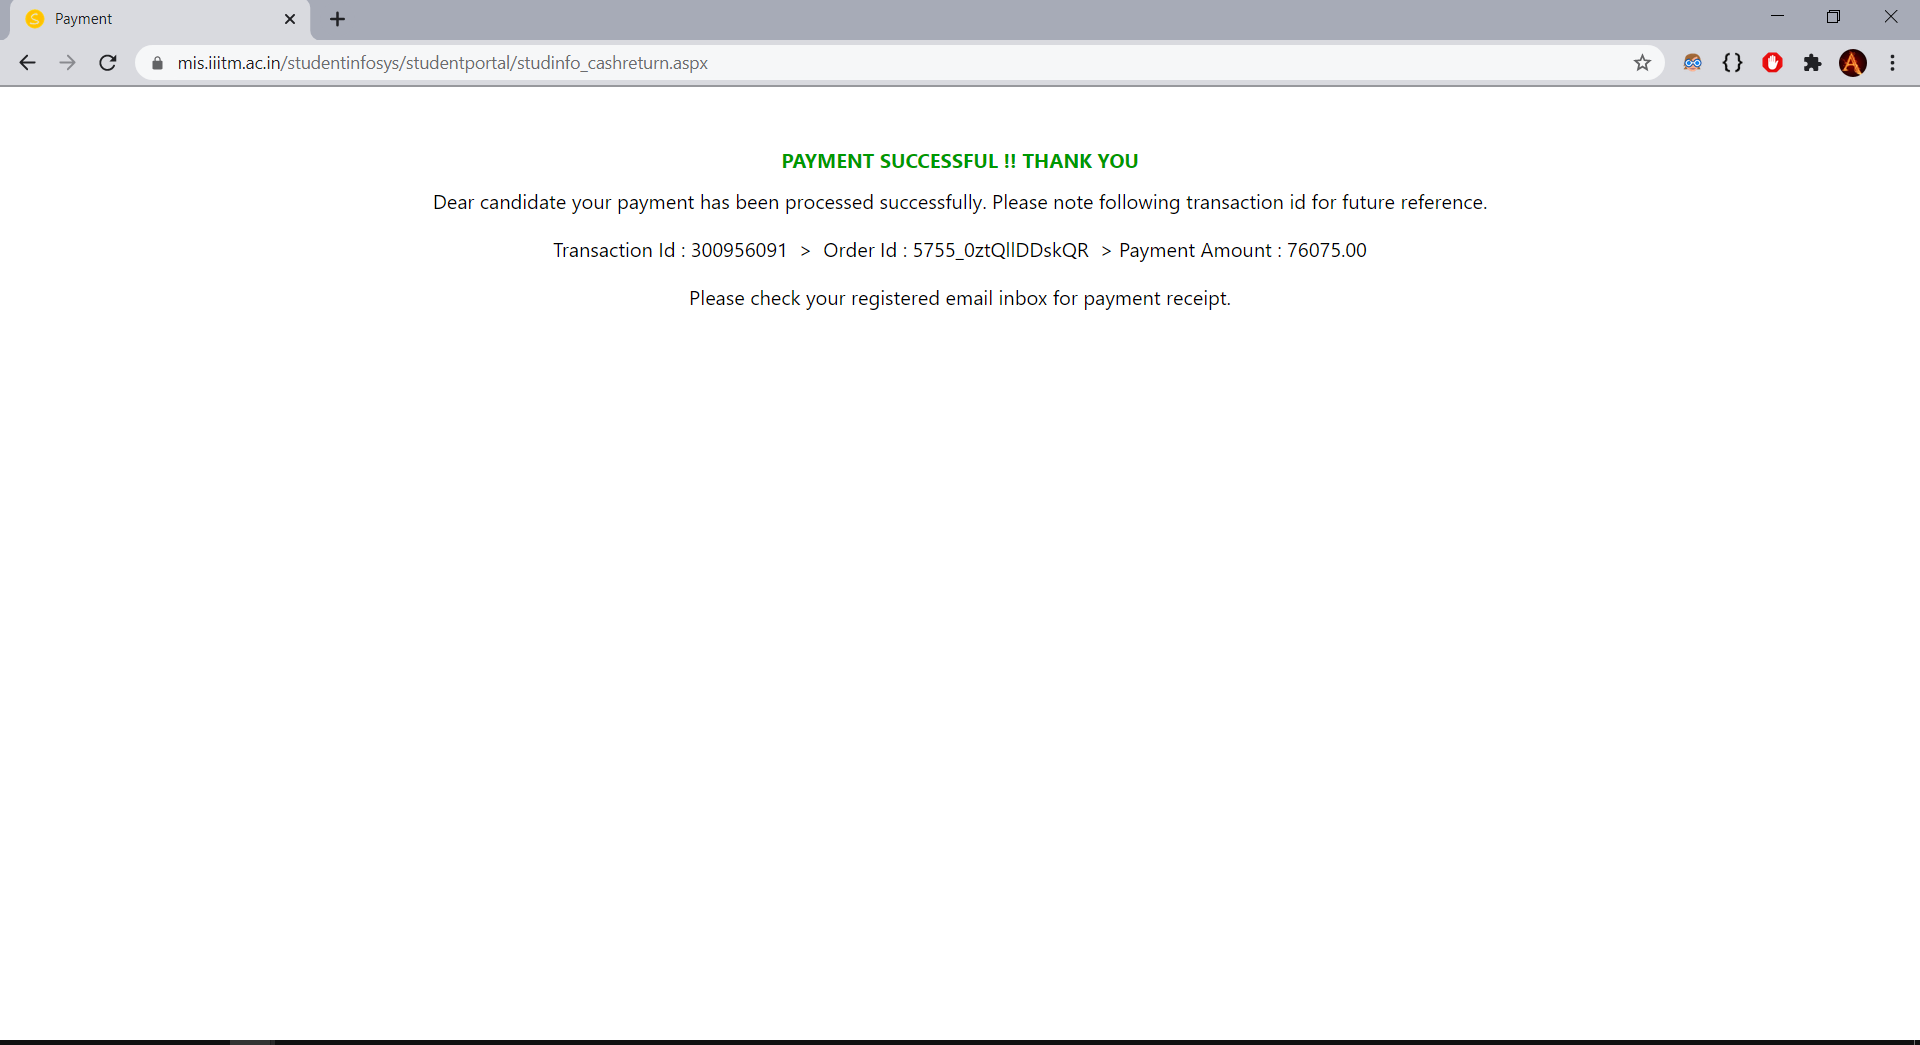 Payment
mis.iiitm.ac.in/studentinfosys/studentportal/studinfo_cashreturn.aspx
PAYMENT SUCCESSFUL !! THANK YOU
Dear candidate your payment has been processed successfully. Please note following transaction id for future reference.
Transaction Id : 300956091 > Order Id : 5755_0ztQllDDskQR > Payment Amount : 76075.00
Please check your registered email inbox for payment receipt.